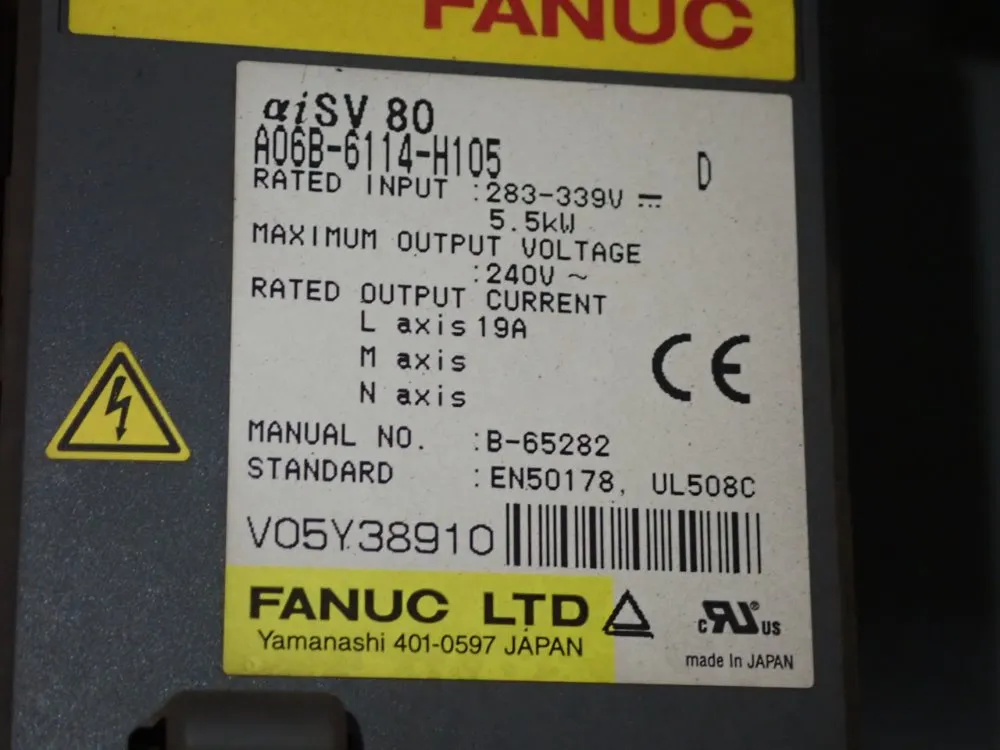 FANUC
αiSV 80
A06B-6114-H105 D
RATED INPUT :283-339V ⎓
5.5kW
MAXIMUM OUTPUT VOLTAGE
:240V ~
RATED OUTPUT CURRENT
L axis 19A
M axis
N axis
CE
MANUAL NO. :B-65282
STANDARD :EN50178, UL508C
V05Y38910
FANUC LTD
Yamanashi 401-0597 JAPAN
c RU® US
made In JAPAN